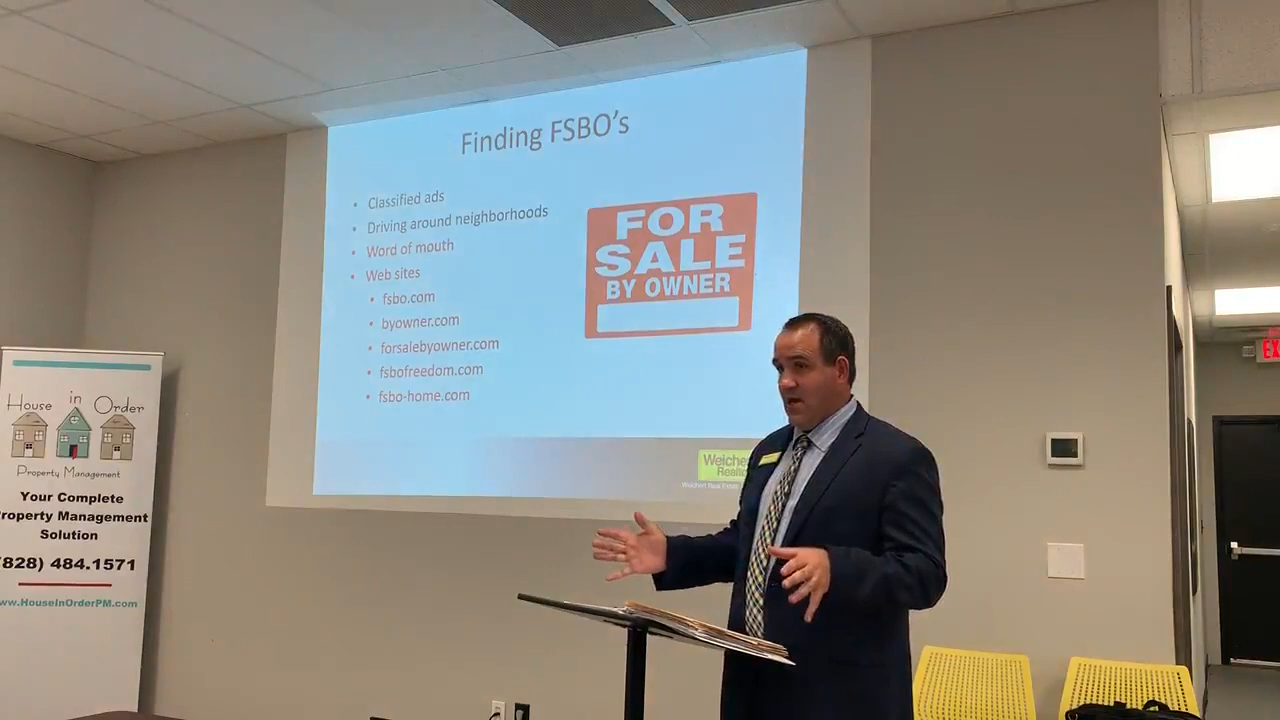 Finding FSBO's
• Classified ads
• Driving around neighborhoods
• Word of mouth
• Web sites
• fsbo.com
• byowner.com
• forsalebyowner.com
• fsbofreedom.com
• fsbo-home.com
FOR
SALE
BY OWNER
Weichert
House in Order
Property Management
Your Complete
Property Management
Solution
(828) 484.1571
www.HouseInOrderPM.com